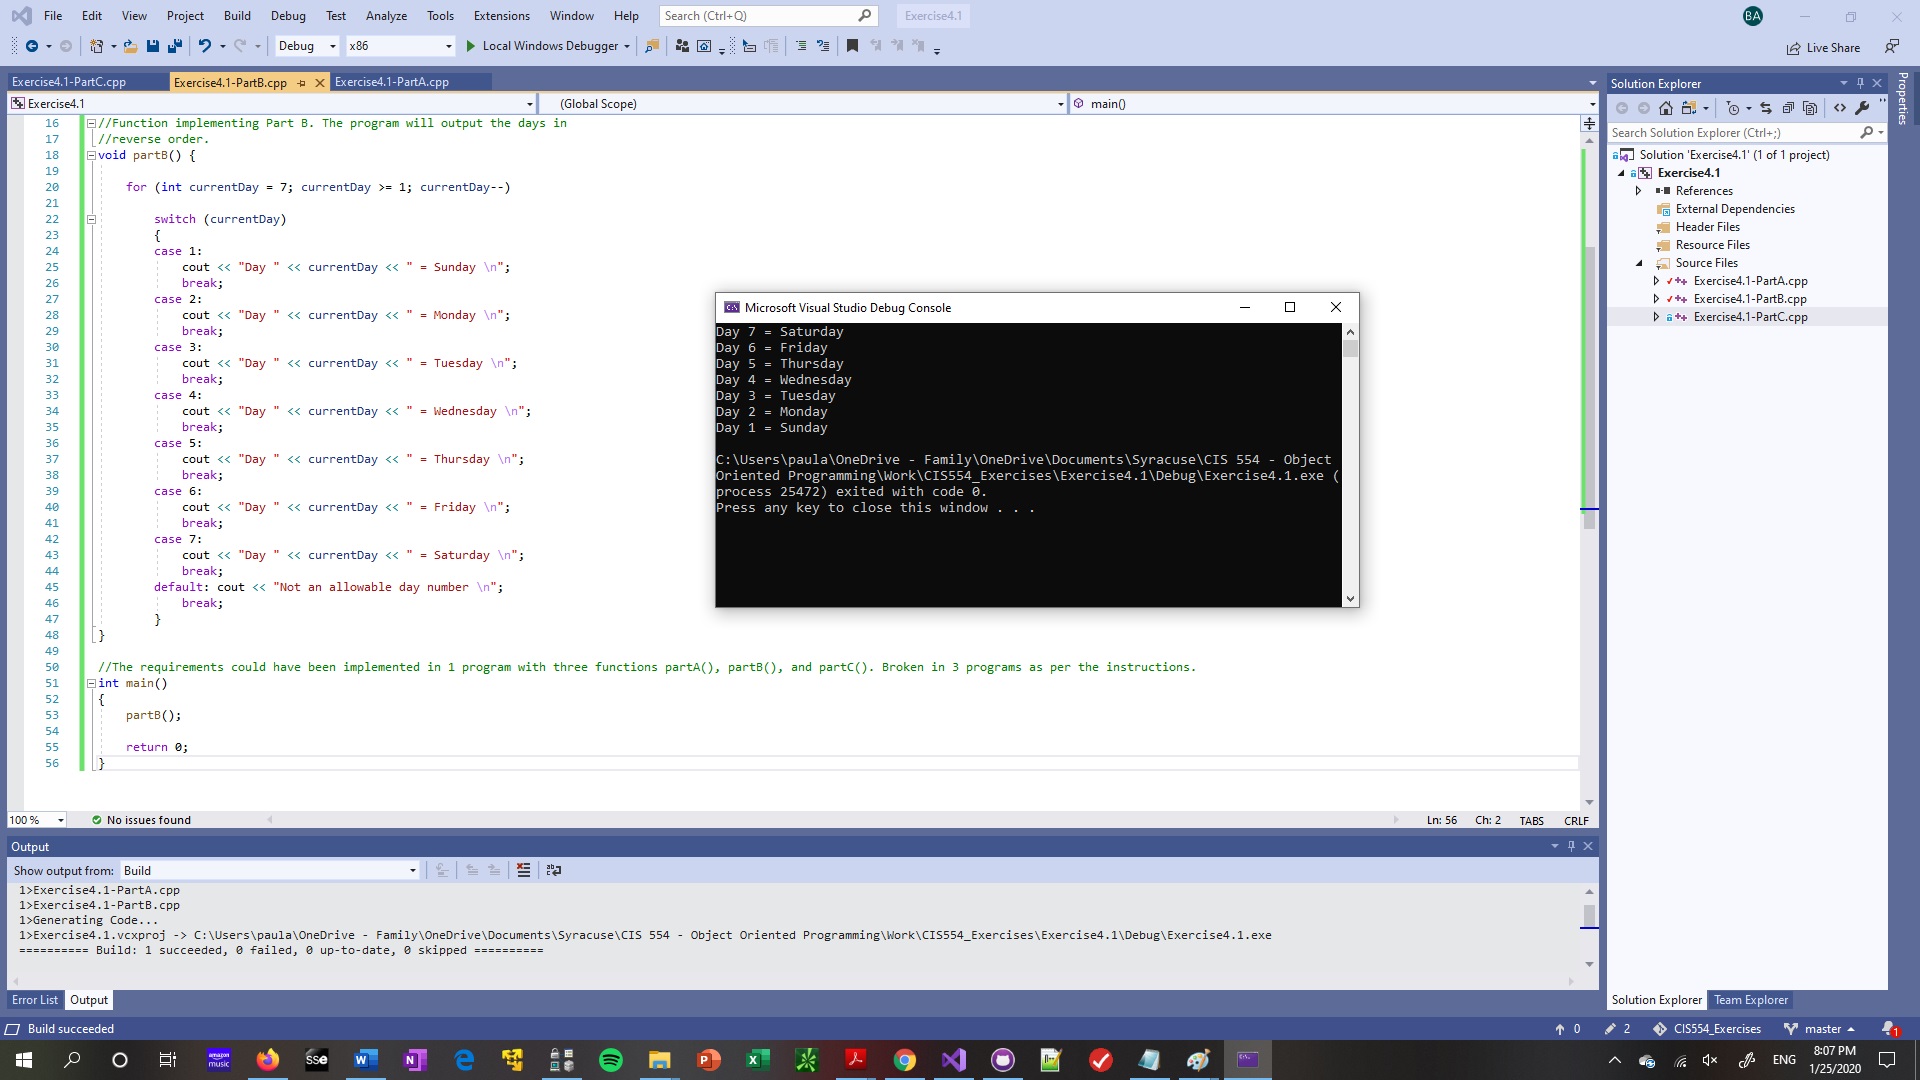 File Edit View Project Build Debug Test Analyze Tools Extensions Window Help Search (Ctrl+Q) Exercise4.1 BA
Debug x86 Local Windows Debugger Live Share
Exercise4.1-PartC.cpp Exercise4.1-PartB.cpp Exercise4.1-PartA.cpp
Exercise4.1 (Global Scope) main()
16 //Function implementing Part B. The program will output the days in
17 //reverse order.
18 void partB() {
19
20 for (int currentDay = 7; currentDay >= 1; currentDay--)
21
22 switch (currentDay)
23 {
24 case 1:
25 cout << "Day " << currentDay << " = Sunday \n";
26 break;
27 case 2:
28 cout << "Day " << currentDay << " = Monday \n";
29 break;
30 case 3:
31 cout << "Day " << currentDay << " = Tuesday \n";
32 break;
33 case 4:
34 cout << "Day " << currentDay << " = Wednesday \n";
35 break;
36 case 5:
37 cout << "Day " << currentDay << " = Thursday \n";
38 break;
39 case 6:
40 cout << "Day " << currentDay << " = Friday \n";
41 break;
42 case 7:
43 cout << "Day " << currentDay << " = Saturday \n";
44 break;
45 default: cout << "Not an allowable day number \n";
46 break;
47 }
48 }
49
50 //The requirements could have been implemented in 1 program with three functions partA(), partB(), and partC(). Broken in 3 programs as per the instructions.
51 int main()
52 {
53 partB();
54
55 return 0;
56 }
100 % No issues found Ln: 56 Ch: 2 TABS CRLF
Microsoft Visual Studio Debug Console
Day 7 = Saturday
Day 6 = Friday
Day 5 = Thursday
Day 4 = Wednesday
Day 3 = Tuesday
Day 2 = Monday
Day 1 = Sunday
C:\Users\paula\OneDrive - Family\OneDrive\Documents\Syracuse\CIS 554 - Object
Oriented Programming\Work\CIS554_Exercises\Exercise4.1\Debug\Exercise4.1.exe (
process 25472) exited with code 0.
Press any key to close this window . . .
Solution Explorer
Search Solution Explorer (Ctrl+;)
Solution 'Exercise4.1' (1 of 1 project)
Exercise4.1
References
External Dependencies
Header Files
Resource Files
Source Files
Exercise4.1-PartA.cpp
Exercise4.1-PartB.cpp
Exercise4.1-PartC.cpp
Properties
Output
Show output from: Build
1>Exercise4.1-PartA.cpp
1>Exercise4.1-PartB.cpp
1>Generating Code...
1>Exercise4.1.vcxproj -> C:\Users\paula\OneDrive - Family\OneDrive\Documents\Syracuse\CIS 554 - Object Oriented Programming\Work\CIS554_Exercises\Exercise4.1\Debug\Exercise4.1.exe
========== Build: 1 succeeded, 0 failed, 0 up-to-date, 0 skipped ==========
Error List Output
Solution Explorer Team Explorer
Build succeeded 0 2 CIS554_Exercises master 1
amazon music SSe ENG 8:07 PM
1/25/2020